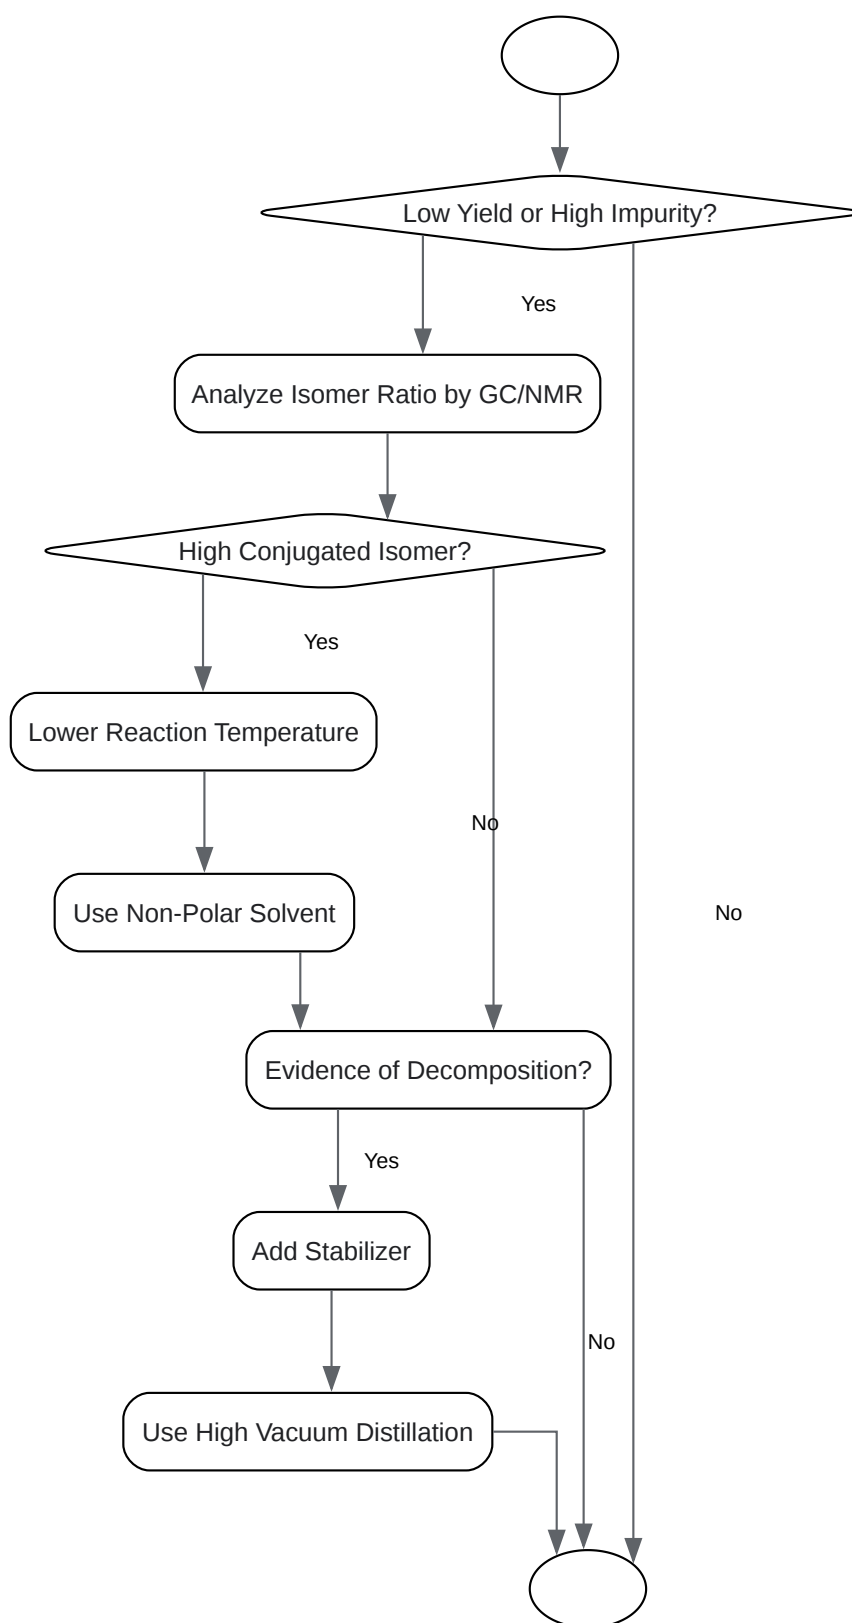 Low Yield or High Impurity?
Yes
Analyze Isomer Ratio by GC/NMR
High Conjugated Isomer?
Yes
Lower Reaction Temperature
No
Use Non-Polar Solvent
No
Evidence of Decomposition?
Yes
Add Stabilizer
No
Use High Vacuum Distillation